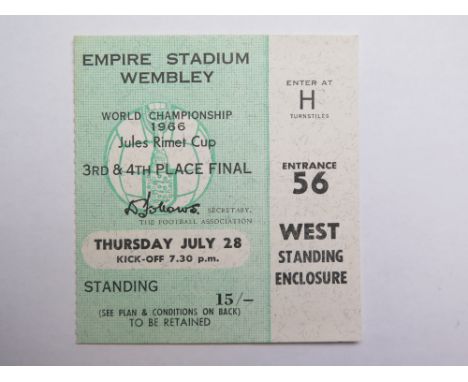 EMPIRE STADIUM
WEMBLEY
WORLD CHAMPIONSHIP
1966
Jules Rimet Cup
3RD & 4TH PLACE FINAL
SECRETARY,
THE FOOTBALL ASSOCIATION
THURSDAY JULY 28
KICK-OFF 7.30 p.m.
STANDING
15/-
(SEE PLAN & CONDITIONS ON BACK)
TO BE RETAINED
ENTER AT
H
TURNSTILES
ENTRANCE
56
WEST
STANDING
ENCLOSURE